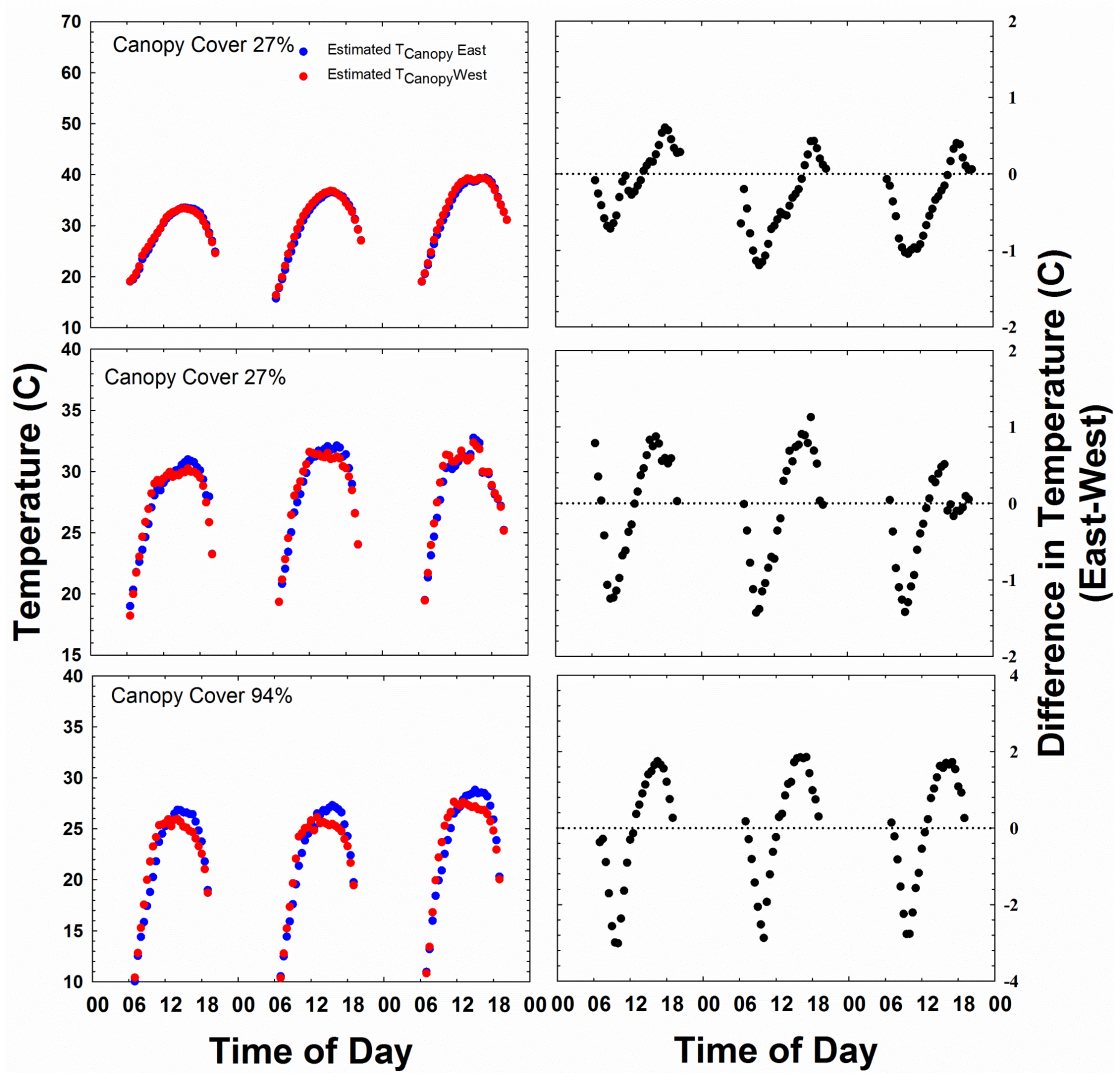 Canopy Cover 27%
Estimated TCanopy East
Estimated TCanopyWest
70
60
50
40
30
20
10
2
1
0
-1
-2
Canopy Cover 27%
40
35
30
25
20
15
2
1
0
-1
-2
Canopy Cover 94%
40
35
30
25
20
15
10
4
2
0
-2
-4
00 06 12 18 00 06 12 18 00 06 12 18 00
00 06 12 18 00 06 12 18 00 06 12 18 00
Time of Day
Time of Day
Temperature (C)
Difference in Temperature (C)
(East-West)